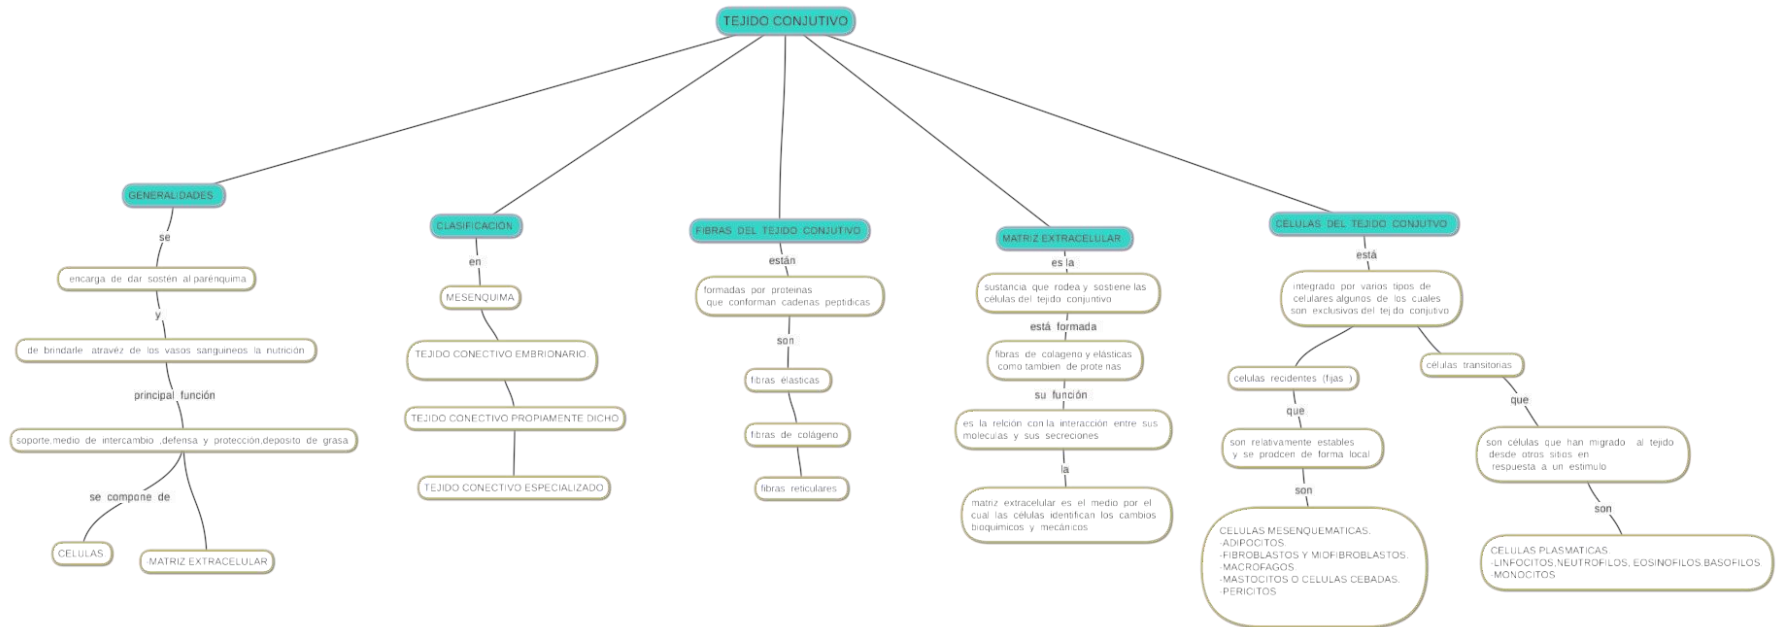 TEJIDO CONJUTIVO
GENERALIDADES
se
encarga de dar sostén al parénquima
y
de brindarle atravéz de los vasos sanguineos la nutrición
principal función
soporte,medio de intercambio ,defensa y protección,deposito de grasa
se compone de
CELULAS
-MATRIZ EXTRACELULAR
CLASIFICACIÓN
en
MESENQUIMA
TEJIDO CONECTIVO EMBRIONARIO.
TEJIDO CONECTIVO PROPIAMENTE DICHO
TEJIDO CONECTIVO ESPECIALIZADO
FIBRAS DEL TEJIDO CONJUTIVO
están
formadas por proteinas
que conforman cadenas peptidicas
son
fibras elasticas
fibras de colágeno
fibras reticulares
MATRIZ EXTRACELULAR
es la
sustancia que rodea y sostiene las
células del tejido conjuntivo
está formada
fibras de colageno y elásticas
como tambien de proteinas
su función
es la relción con la interacción entre sus
moleculas y sus secreciones
la
matriz extracelular es el medio por el
cual las células identifican los cambios
bioquimicos y mecánicos
CÉLULAS DEL TEJIDO CONJUTVO
está
integrado por varios tipos de
celulares algunos de los cuales
son exclusivos del tejido conjutivo
celulas recidentes (fijas )
que
son relativamente estables
y se prodcen de forma local
son
CELULAS MESENQUEMATICAS.
-ADIPOCITOS.
-FIBROBLASTOS Y MIOFIBROBLASTOS.
-MACROFAGOS.
-MASTOCITOS O CELULAS CEBADAS.
-PERICITOS
células transitorias
que
son células que han migrado al tejido
desde otros sitios en
respuesta a un estimulo
son
CELULAS PLASMATICAS.
-LINFOCITOS,NEUTROFILOS, EOSINOFILOS.BASOFILOS.
-MONOCITOS